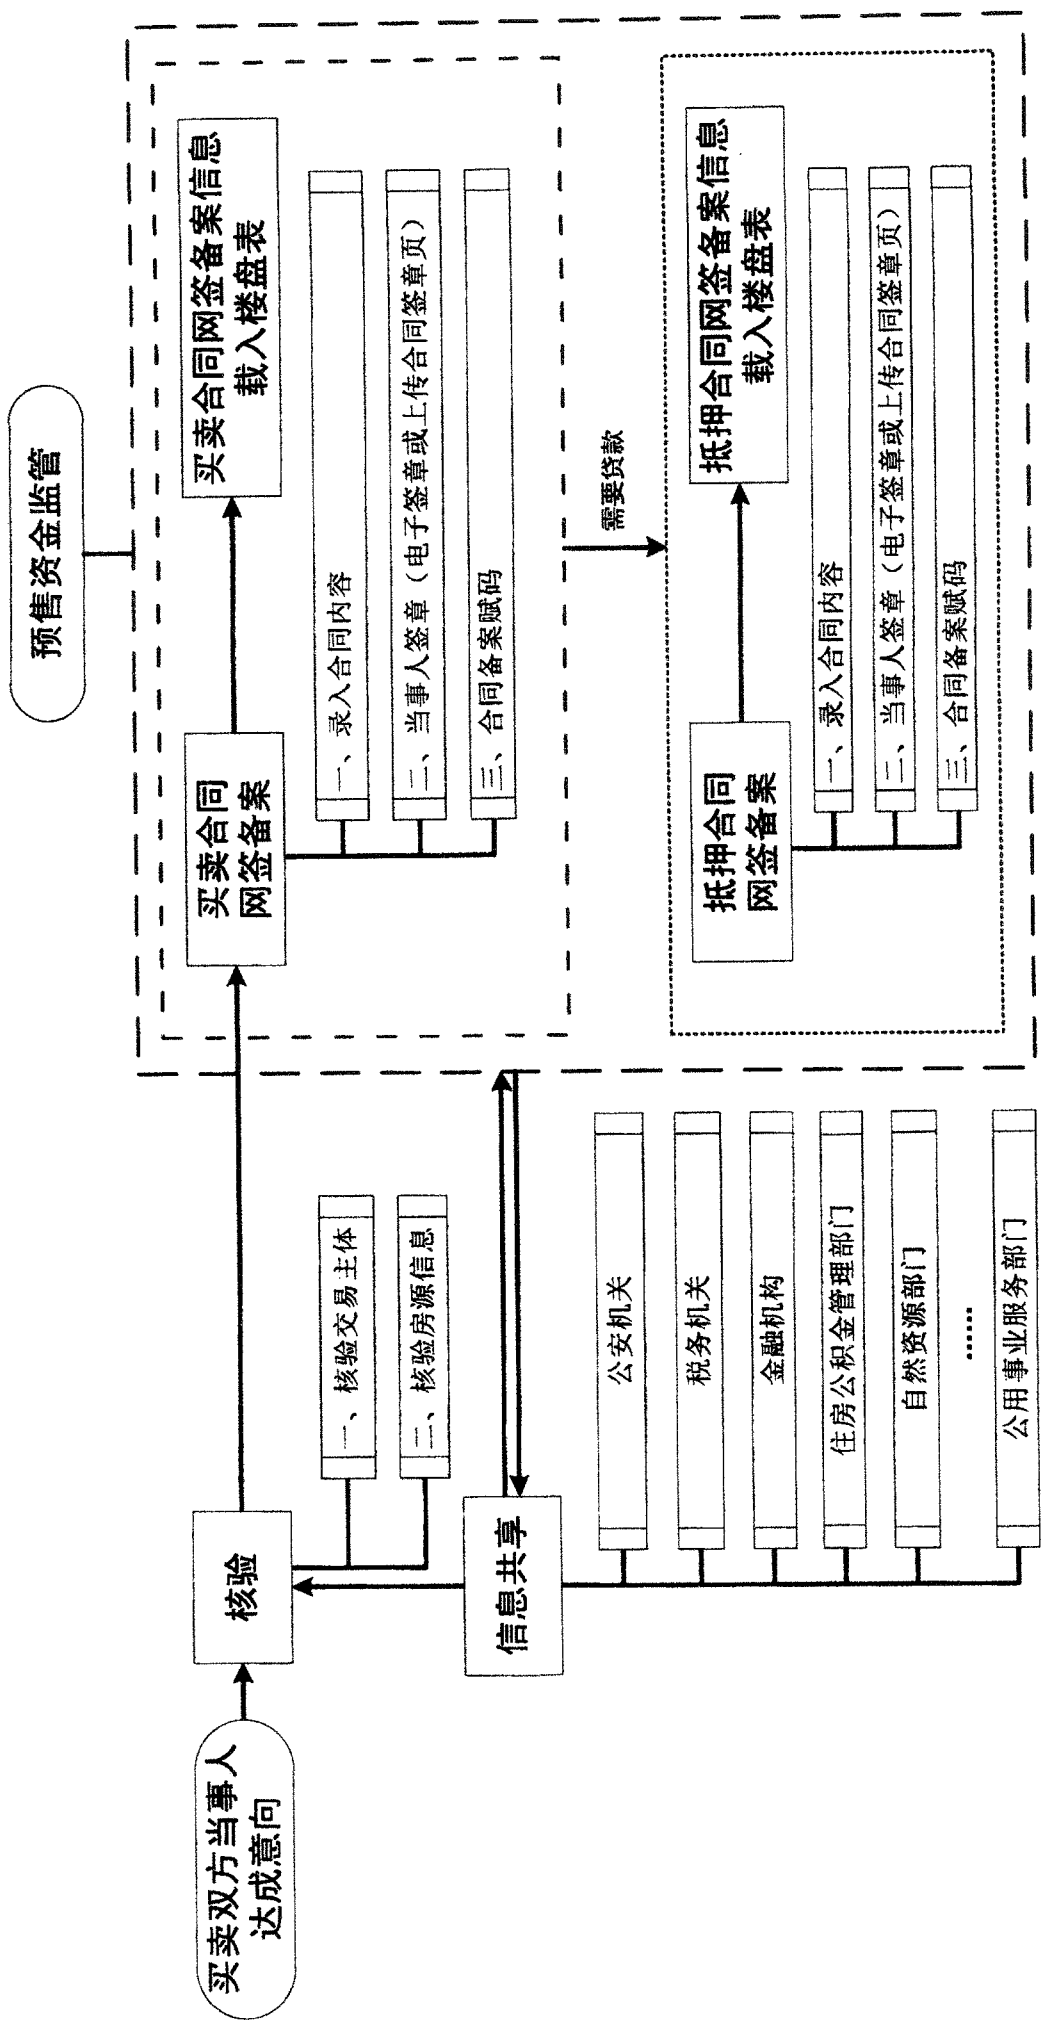 预售资金监管
买卖双方当事人
达成意向
核验
一、核验交易主体
二、核验房源信息
买卖合同
网签备案
买卖合同网签备案信息
载入楼盘表
一、录入合同内容
二、当事人签章（电子签章或上传合同签章页）
三、合同备案赋码
需要贷款
信息共享
公安机关
税务机关
金融机构
住房公积金管理部门
自然资源部门
……
公用事业服务部门
抵押合同
网签备案
抵押合同网签备案信息
载入楼盘表
一、录入合同内容
二、当事人签章（电子签章或上传合同签章页）
三、合同备案赋码